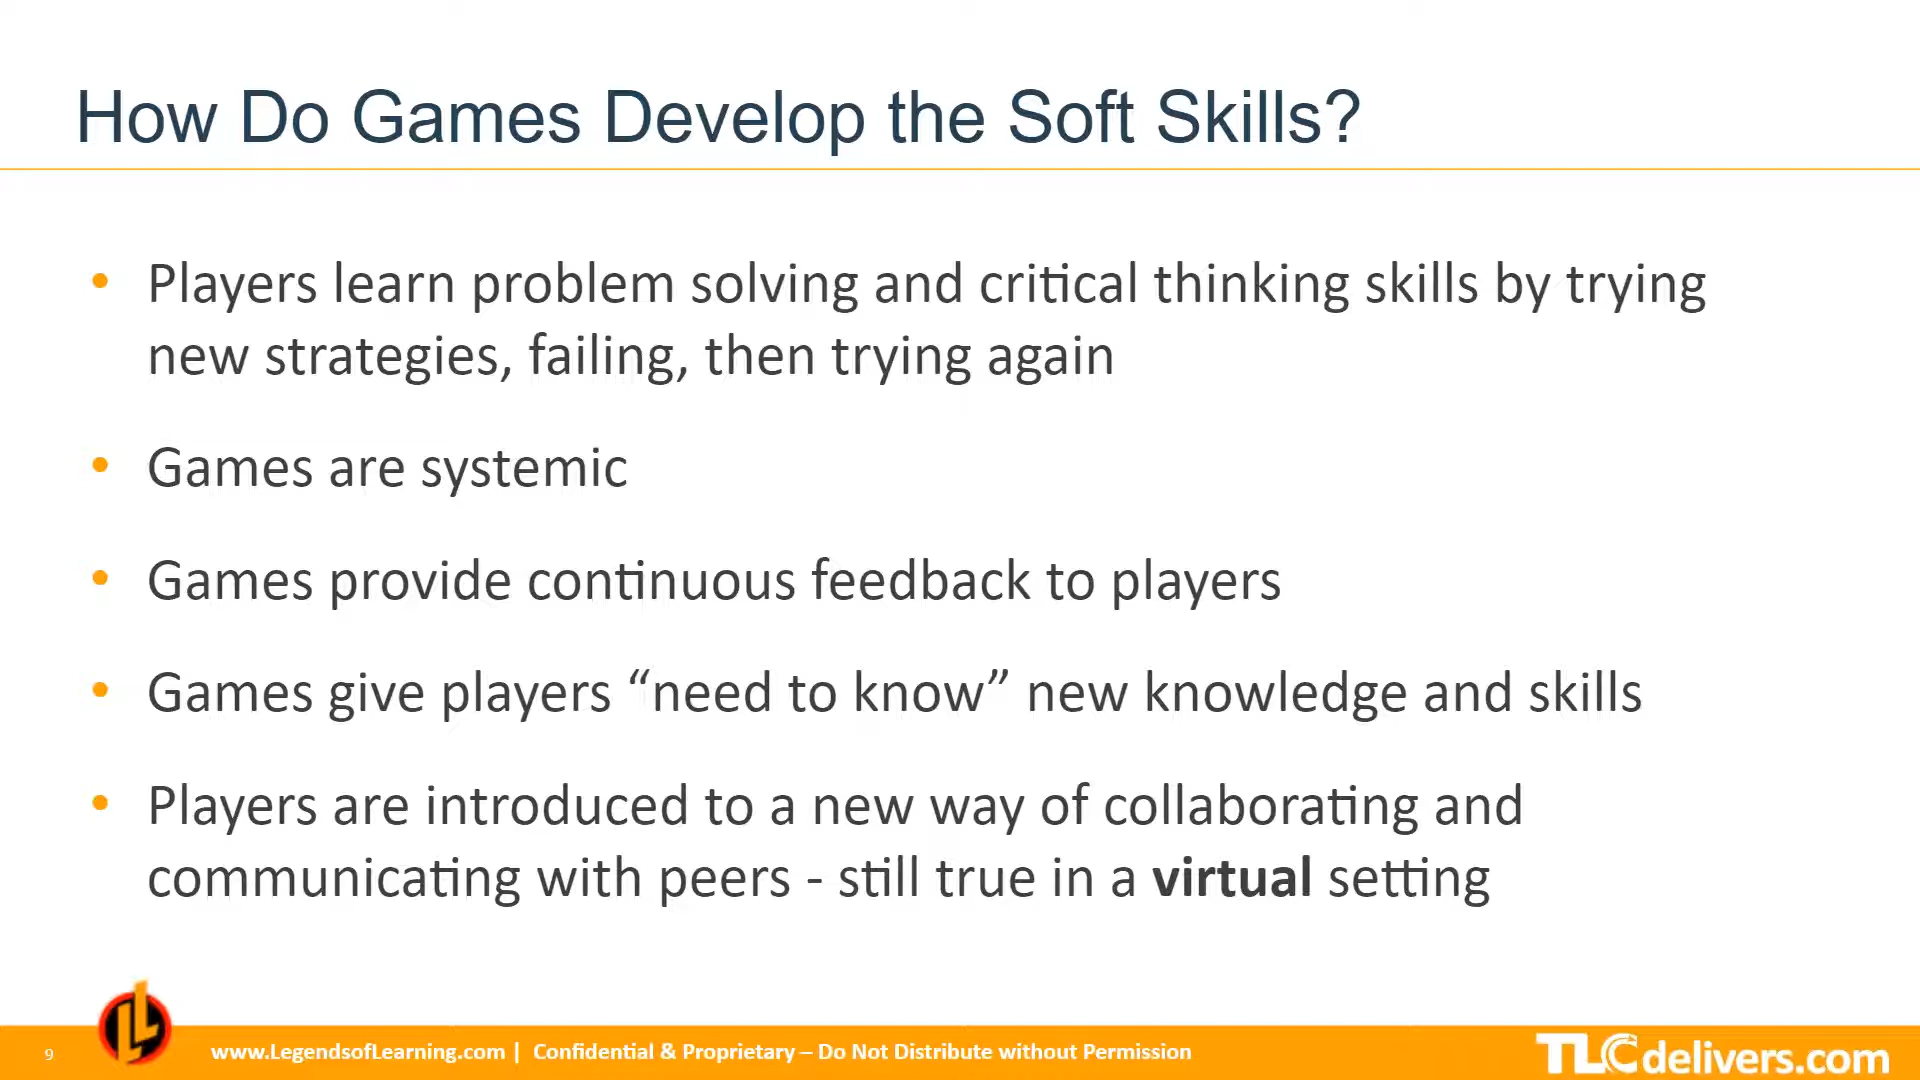 How Do Games Develop the Soft Skills?
• Players learn problem solving and critical thinking skills by trying
new strategies, failing, then trying again
• Games are systemic
• Games provide continuous feedback to players
• Games give players “need to know” new knowledge and skills
• Players are introduced to a new way of collaborating and
communicating with peers - still true in a virtual setting
9
LL
www.LegendsofLearning.com | Confidential & Proprietary – Do Not Distribute without Permission
TLCdelivers.com